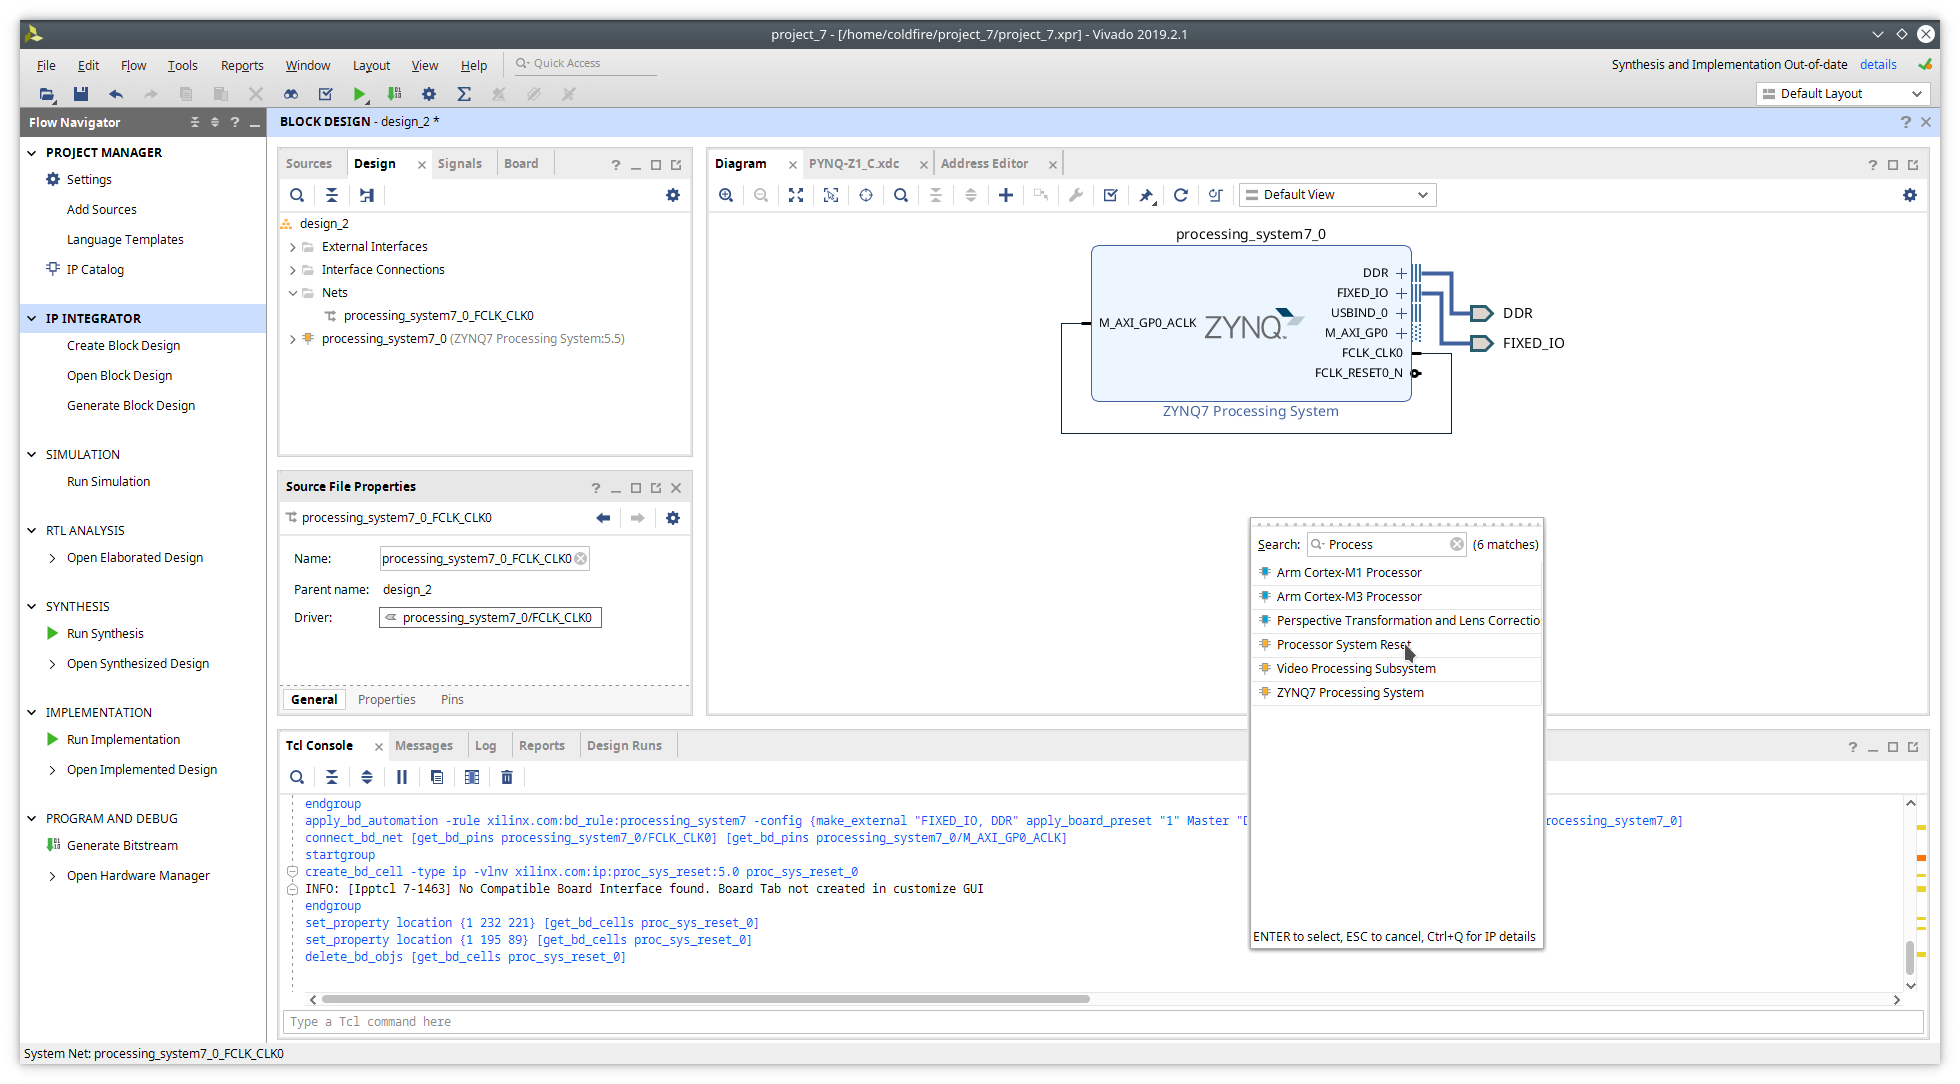 project_7 - [/home/coldfire/project_7/project_7.xpr] - Vivado 2019.2.1
File Edit Flow Tools Reports Window Layout View Help Quick Access
Synthesis and Implementation Out-of-date details
Default Layout
Flow Navigator
PROJECT MANAGER
Settings
Add Sources
Language Templates
IP Catalog
IP INTEGRATOR
Create Block Design
Open Block Design
Generate Block Design
SIMULATION
Run Simulation
RTL ANALYSIS
Open Elaborated Design
SYNTHESIS
Run Synthesis
Open Synthesized Design
IMPLEMENTATION
Run Implementation
Open Implemented Design
PROGRAM AND DEBUG
Generate Bitstream
Open Hardware Manager
BLOCK DESIGN - design_2 *
Sources Design Signals Board
design_2
External Interfaces
Interface Connections
Nets
processing_system7_0_FCLK_CLK0
processing_system7_0 (ZYNQ7 Processing System:5.5)
Source File Properties
processing_system7_0_FCLK_CLK0
Name: processing_system7_0_FCLK_CLK0
Parent name: design_2
Driver: processing_system7_0/FCLK_CLK0
General Properties Pins
Diagram PYNQ-Z1_C.xdc Address Editor
Default View
processing_system7_0
DDR
FIXED_IO
USBIND_0
M_AXI_GP0
FCLK_CLK0
FCLK_RESET0_N
M_AXI_GP0_ACLK
ZYNQ
ZYNQ7 Processing System
DDR
FIXED_IO
Search: Process (6 matches)
Arm Cortex-M1 Processor
Arm Cortex-M3 Processor
Perspective Transformation and Lens Correctio
Processor System Reset
Video Processing Subsystem
ZYNQ7 Processing System
ENTER to select, ESC to cancel, Ctrl+Q for IP details
Tcl Console Messages Log Reports Design Runs
endgroup
apply_bd_automation -rule xilinx.com:bd_rule:processing_system7 -config {make_external "FIXED_IO, DDR" apply_board_preset "1" Master "D rocessing_system7_0]
connect_bd_net [get_bd_pins processing_system7_0/FCLK_CLK0] [get_bd_pins processing_system7_0/M_AXI_GP0_ACLK]
startgroup
create_bd_cell -type ip -vlnv xilinx.com:ip:proc_sys_reset:5.0 proc_sys_reset_0
INFO: [Ipptcl 7-1463] No Compatible Board Interface found. Board Tab not created in customize GUI
endgroup
set_property location {1 232 221} [get_bd_cells proc_sys_reset_0]
set_property location {1 195 89} [get_bd_cells proc_sys_reset_0]
delete_bd_objs [get_bd_cells proc_sys_reset_0]
Type a Tcl command here
System Net: processing_system7_0_FCLK_CLK0